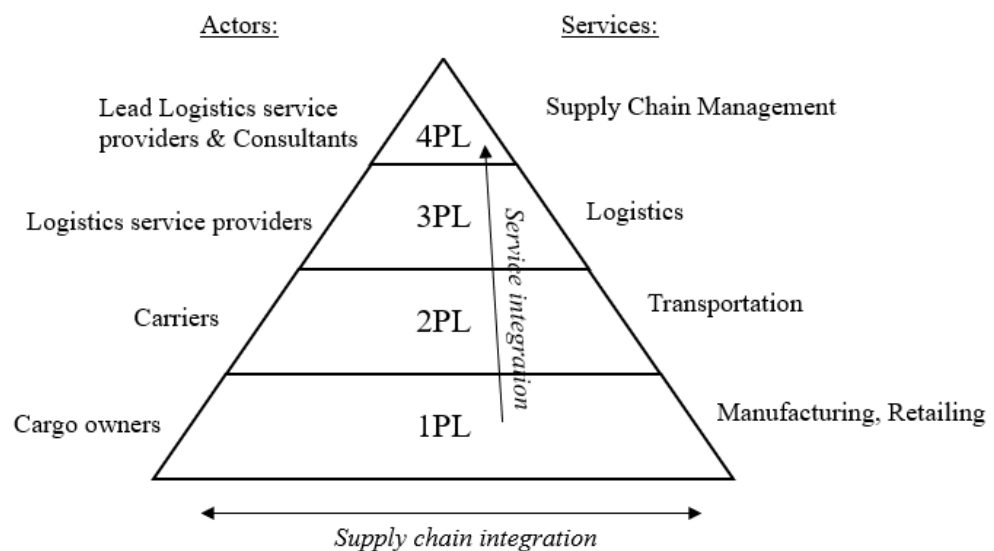 Actors:
Services:
Lead Logistics service
providers & Consultants
4PL
Supply Chain Management
Logistics service providers
3PL
Logistics
Service integration
Carriers
2PL
Transportation
Cargo owners
1PL
Manufacturing, Retailing
Supply chain integration